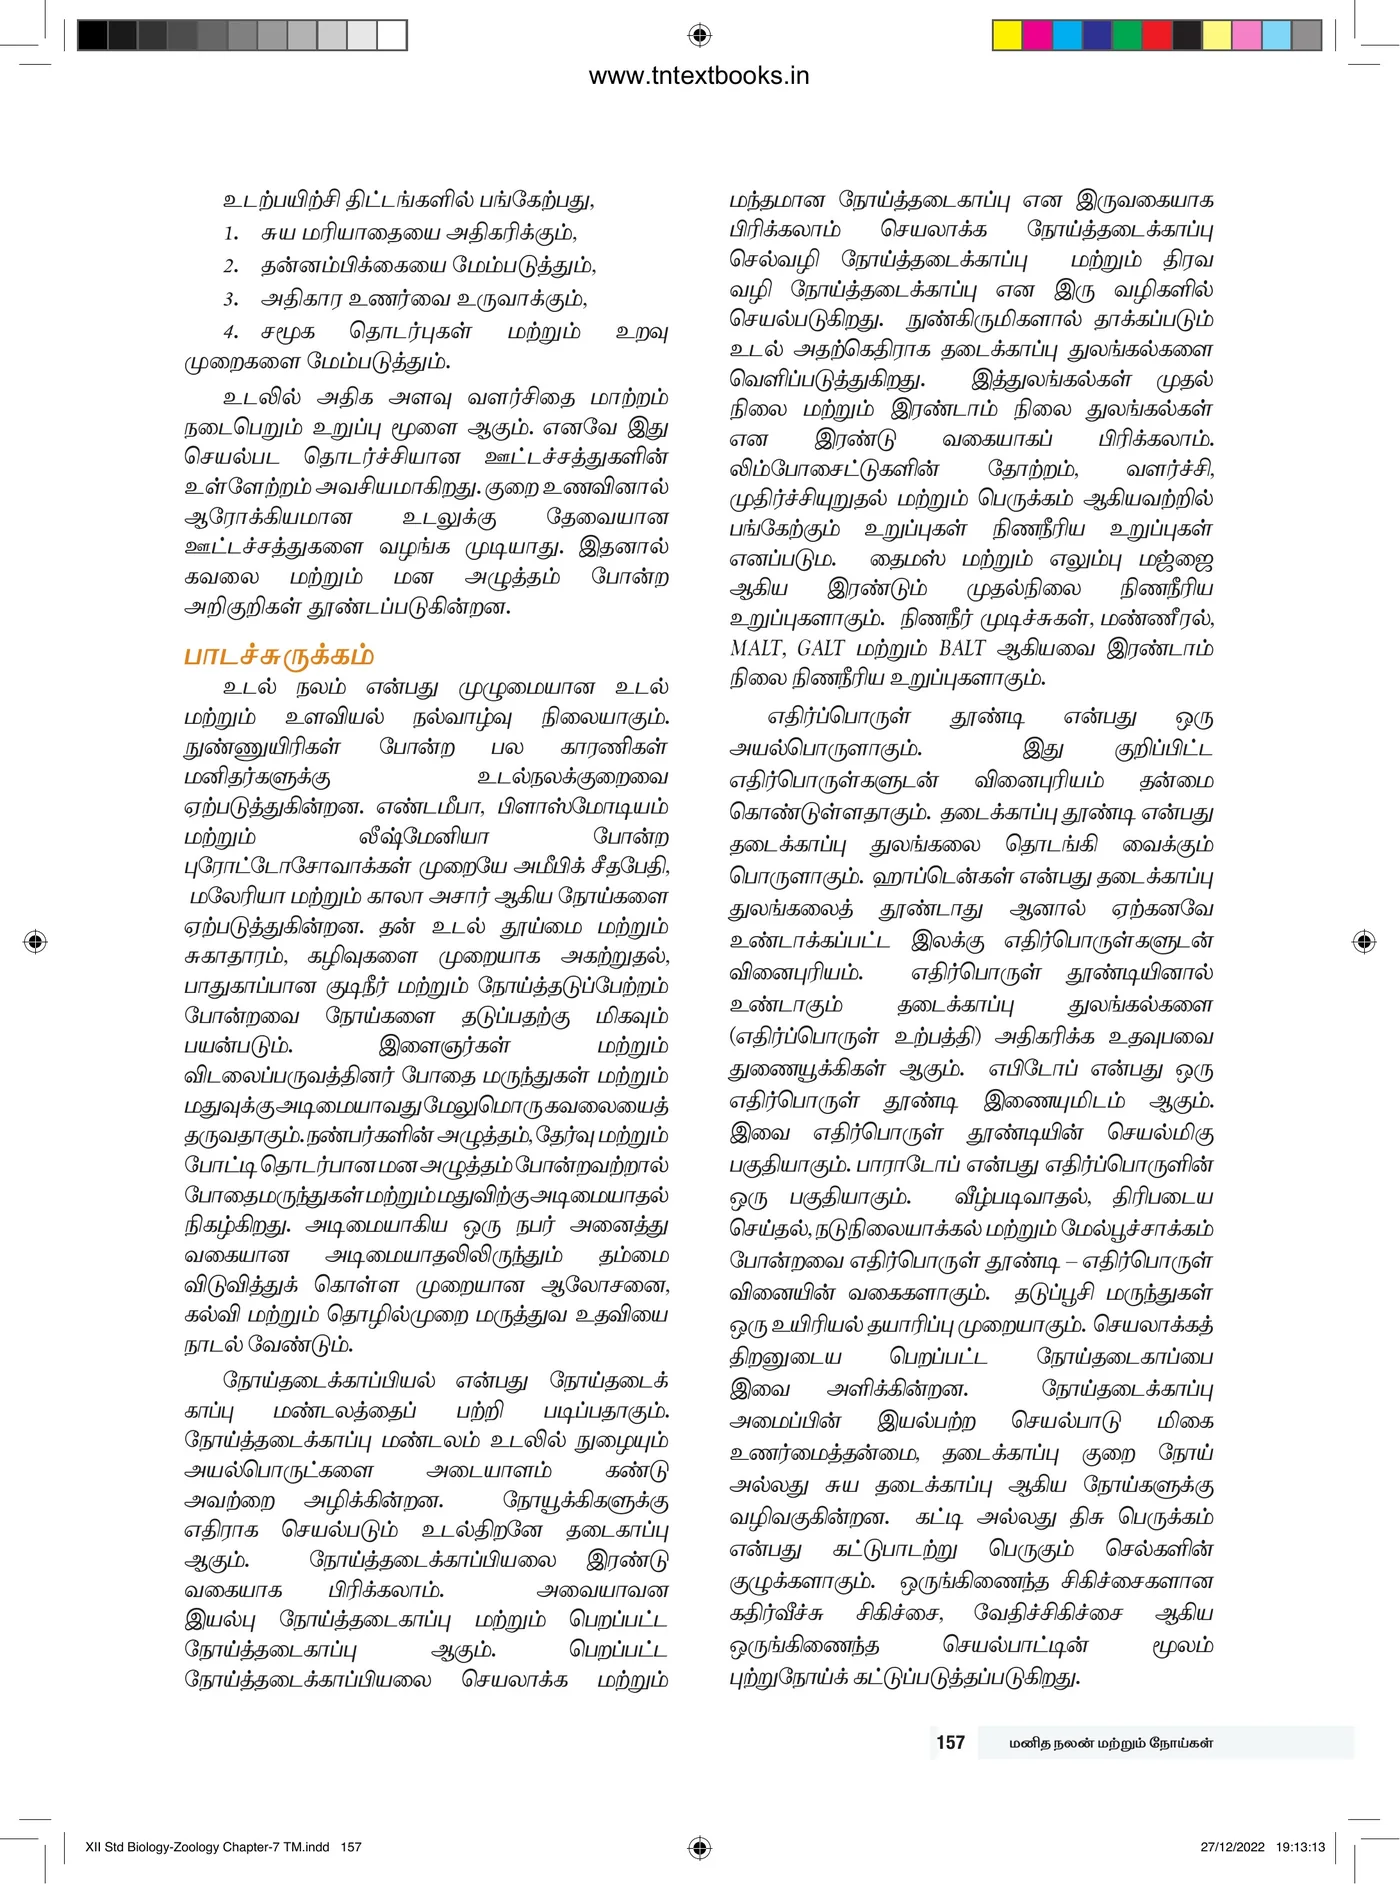 www.tntextbooks.in
உடற்பயிற்சி திட்டங்களில் பங்கேற்பது,
1. சுய மரியாதையை அதிகரிக்கும்,
2. தன்னம்பிக்கையை மேம்படுத்தும்,
3. அதிகார உணர்வை உருவாக்கும்,
4. சமூக தொடர்புகள் மற்றும் உறவு
முறைகளை மேம்படுத்தும்.
உடலில் அதிக அளவு வளர்சிதை மாற்றம்
நடைபெறும் உறுப்பு மூளை ஆகும். எனவே இது
செயல்பட தொடர்ச்சியான ஊட்டச்சத்துகளின்
உள்ளேற்றம் அவசியமாகிறது. குறை உணவினால்
ஆரோக்கியமான உடலுக்கு தேவையான
ஊட்டச்சத்துகளை வழங்க முடியாது. இதனால்
கவலை மற்றும் மன அழுத்தம் போன்ற
அறிகுறிகள் தூண்டப்படுகின்றன.
பாடச்சுருக்கம்
உடல் நலம் என்பது முழுமையான உடல்
மற்றும் உளவியல் நல்வாழ்வு நிலையாகும்.
நுண்ணுயிரிகள் போன்ற பல காரணிகள்
மனிதர்களுக்கு உடல்நலக்குறைவை
ஏற்படுத்துகின்றன. எண்டமீபா, பிளாஸ்மோடியம்
மற்றும் லீஷ்மேனியா போன்ற
புரோட்டோசோவாக்கள் முறையே அமீபிக் சீதபேதி,
மலேரியா மற்றும் காலா அசார் ஆகிய நோய்களை
ஏற்படுத்துகின்றன. தன் உடல் தூய்மை மற்றும்
சுகாதாரம், கழிவுகளை முறையாக அகற்றுதல்,
பாதுகாப்பான குடிநீர் மற்றும் நோய்த்தடுப்பேற்றம்
போன்றவை நோய்களை தடுப்பதற்கு மிகவும்
பயன்படும். இளைஞர்கள் மற்றும்
விடலைப்பருவத்தினர் போதை மருந்துகள் மற்றும்
மதுவுக்கு அடிமையாவது மேலுமொரு கவலையைத்
தருவதாகும். நண்பர்களின் அழுத்தம், தேர்வு மற்றும்
போட்டி தொடர்பான மன அழுத்தம் போன்றவற்றால்
போதைமருந்துகள் மற்றும் மதுவிற்கு அடிமையாதல்
நிகழ்கிறது. அடிமையாகிய ஒரு நபர் அனைத்து
வகையான அடிமையாதலிலிருந்தும் தம்மை
விடுவித்துக் கொள்ள முறையான ஆலோசனை,
கல்வி மற்றும் தொழில்முறை மருத்துவ உதவியை
நாடல் வேண்டும்.
நோய்தடைக்காப்பியல் என்பது நோய்தடைக்
காப்பு மண்டலத்தைப் பற்றி படிப்பதாகும்.
நோய்த்தடைக்காப்பு மண்டலம் உடலில் நுழையும்
அயல்பொருட்களை அடையாளம் கண்டு
அவற்றை அழிக்கின்றன. நோயூக்கிகளுக்கு
எதிராக செயல்படும் உடல்திறனே தடைகாப்பு
ஆகும். நோய்த்தடைக்காப்பியலை இரண்டு
வகையாக பிரிக்கலாம். அவையாவன
இயல்பு நோய்த்தடைகாப்பு மற்றும் பெறப்பட்ட
நோய்த்தடைகாப்பு ஆகும். பெறப்பட்ட
நோய்த்தடைக்காப்பியலை செயலாக்க மற்றும்
மந்தமான நோய்த்தடைகாப்பு என இருவகையாக
பிரிக்கலாம் செயலாக்க நோய்த்தடைக்காப்பு
செல்வழி நோய்த்தடைக்காப்பு மற்றும் திரவ
வழி நோய்த்தடைக்காப்பு என இரு வழிகளில்
செயல்படுகிறது. நுண்கிருமிகளால் தாக்கப்படும்
உடல் அதற்கெதிராக தடைக்காப்பு துலங்கல்களை
வெளிப்படுத்துகிறது. இத்துலங்கல்கள் முதல்
நிலை மற்றும் இரண்டாம் நிலை துலங்கல்கள்
என இரண்டு வகையாகப் பிரிக்கலாம்.
லிம்போசைட்டுகளின் தோற்றம், வளர்ச்சி,
முதிர்ச்சியுறுதல் மற்றும் பெருக்கம் ஆகியவற்றில்
பங்கேற்கும் உறுப்புகள் நிணநீரிய உறுப்புகள்
எனப்படும. தைமஸ் மற்றும் எலும்பு மஜ்ஜை
ஆகிய இரண்டும் முதல்நிலை நிணநீரிய
உறுப்புகளாகும். நிணநீர் முடிச்சுகள், மண்ணீரல்,
MALT, GALT மற்றும் BALT ஆகியவை இரண்டாம்
நிலை நிணநீரிய உறுப்புகளாகும்.
எதிர்ப்பொருள் தூண்டி என்பது ஒரு
அயல்பொருளாகும். இது குறிப்பிட்ட
எதிர்பொருள்களுடன் வினைபுரியம் தன்மை
கொண்டுள்ளதாகும். தடைக்காப்பு தூண்டி என்பது
தடைக்காப்பு துலங்கலை தொடங்கி வைக்கும்
பொருளாகும். ஹாப்டென்கள் என்பது தடைக்காப்பு
துலங்கலைத் தூண்டாது ஆனால் ஏற்கனவே
உண்டாக்கப்பட்ட இலக்கு எதிர்பொருள்களுடன்
வினைபுரியம். எதிர்பொருள் தூண்டியினால்
உண்டாகும் தடைக்காப்பு துலங்கல்களை
(எதிர்ப்பொருள் உற்பத்தி) அதிகரிக்க உதவுபவை
துணையூக்கிகள் ஆகும். எபிடோப் என்பது ஒரு
எதிர்பொருள் தூண்டி இணையுமிடம் ஆகும்.
இவை எதிர்பொருள் தூண்டியின் செயல்மிகு
பகுதியாகும். பாராடோப் என்பது எதிர்ப்பொருளின்
ஒரு பகுதியாகும். வீழ்படிவாதல், திரிபடைய
செய்தல், நடுநிலையாக்கல் மற்றும் மேல்பூச்சாக்கம்
போன்றவை எதிர்பொருள் தூண்டி – எதிர்பொருள்
வினையின் வகைகளாகும். தடுப்பூசி மருந்துகள்
ஒரு உயிரியல் தயாரிப்பு முறையாகும். செயலாக்கத்
திறனுடைய பெறப்பட்ட நோய்தடைகாப்பை
இவை அளிக்கின்றன. நோய்தடைக்காப்பு
அமைப்பின் இயல்பற்ற செயல்பாடு மிகை
உணர்மைத்தன்மை, தடைக்காப்பு குறை நோய்
அல்லது சுய தடைக்காப்பு ஆகிய நோய்களுக்கு
வழிவகுகின்றன. கட்டி அல்லது திசு பெருக்கம்
என்பது கட்டுபாடற்று பெருகும் செல்களின்
குழுக்களாகும். ஒருங்கிணைந்த சிகிச்சைகளான
கதிர்வீச்சு சிகிச்சை, வேதிச்சிகிச்சை ஆகிய
ஒருங்கிணைந்த செயல்பாட்டின் மூலம்
புற்றுநோய்க் கட்டுப்படுத்தப்படுகிறது.
157 மனித நலன் மற்றும் நோய்கள்
XII Std Biology-Zoology Chapter-7 TM.indd 157 27/12/2022 19:13:13